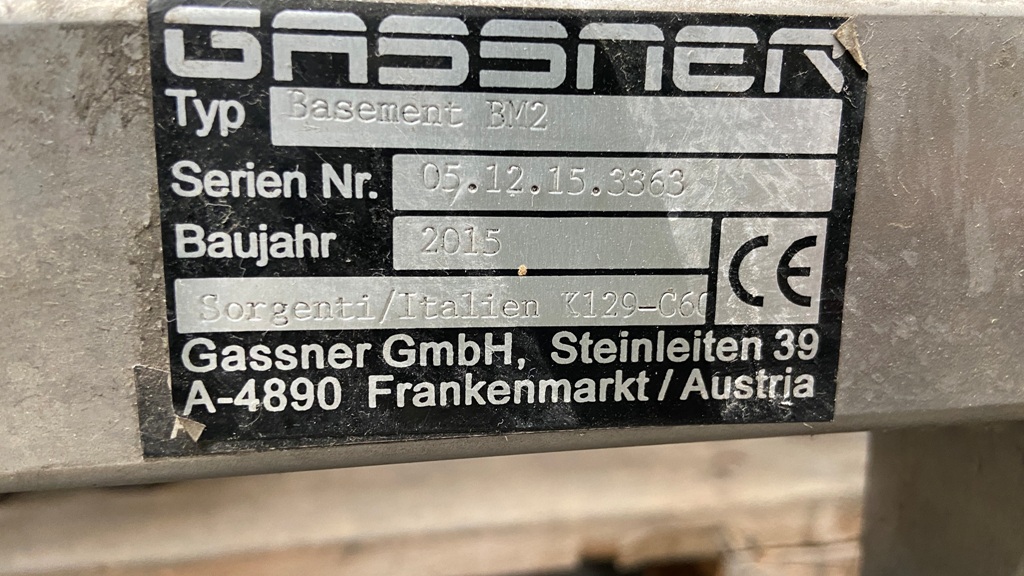 GASSNER
Typ Basement BM2
Serien Nr. 05.12.15.3363
Baujahr 2015
CE
Sorgenti/Italien K129-C60
Gassner GmbH, Steinleiten 39
A-4890 Frankenmarkt / Austria